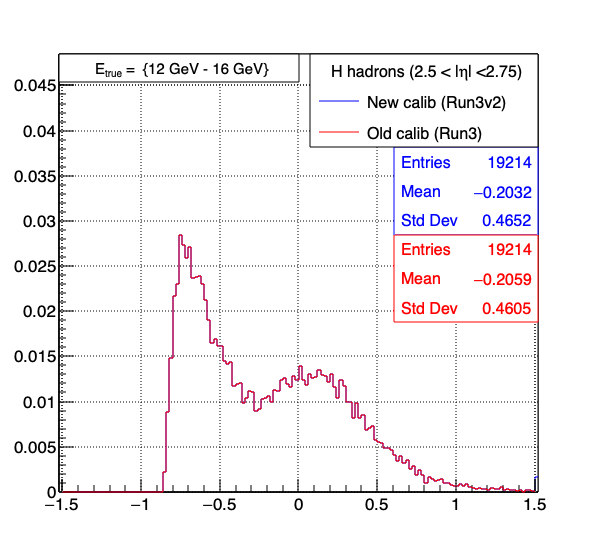 E_true = {12 GeV - 16 GeV}
H hadrons (2.5 < |η| <2.75)
New calib (Run3v2)
Old calib (Run3)
Entries 19214
Mean −0.2032
Std Dev 0.4652
Entries 19214
Mean −0.2059
Std Dev 0.4605
0.045
0.04
0.035
0.03
0.025
0.02
0.015
0.01
0.005
0
−1.5 −1 −0.5 0 0.5 1 1.5